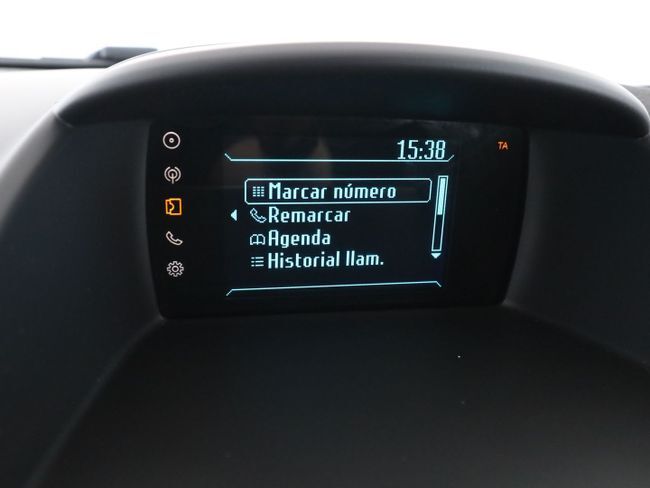 15:38
TA
Marcar número
Remarcar
Agenda
Historial llam.